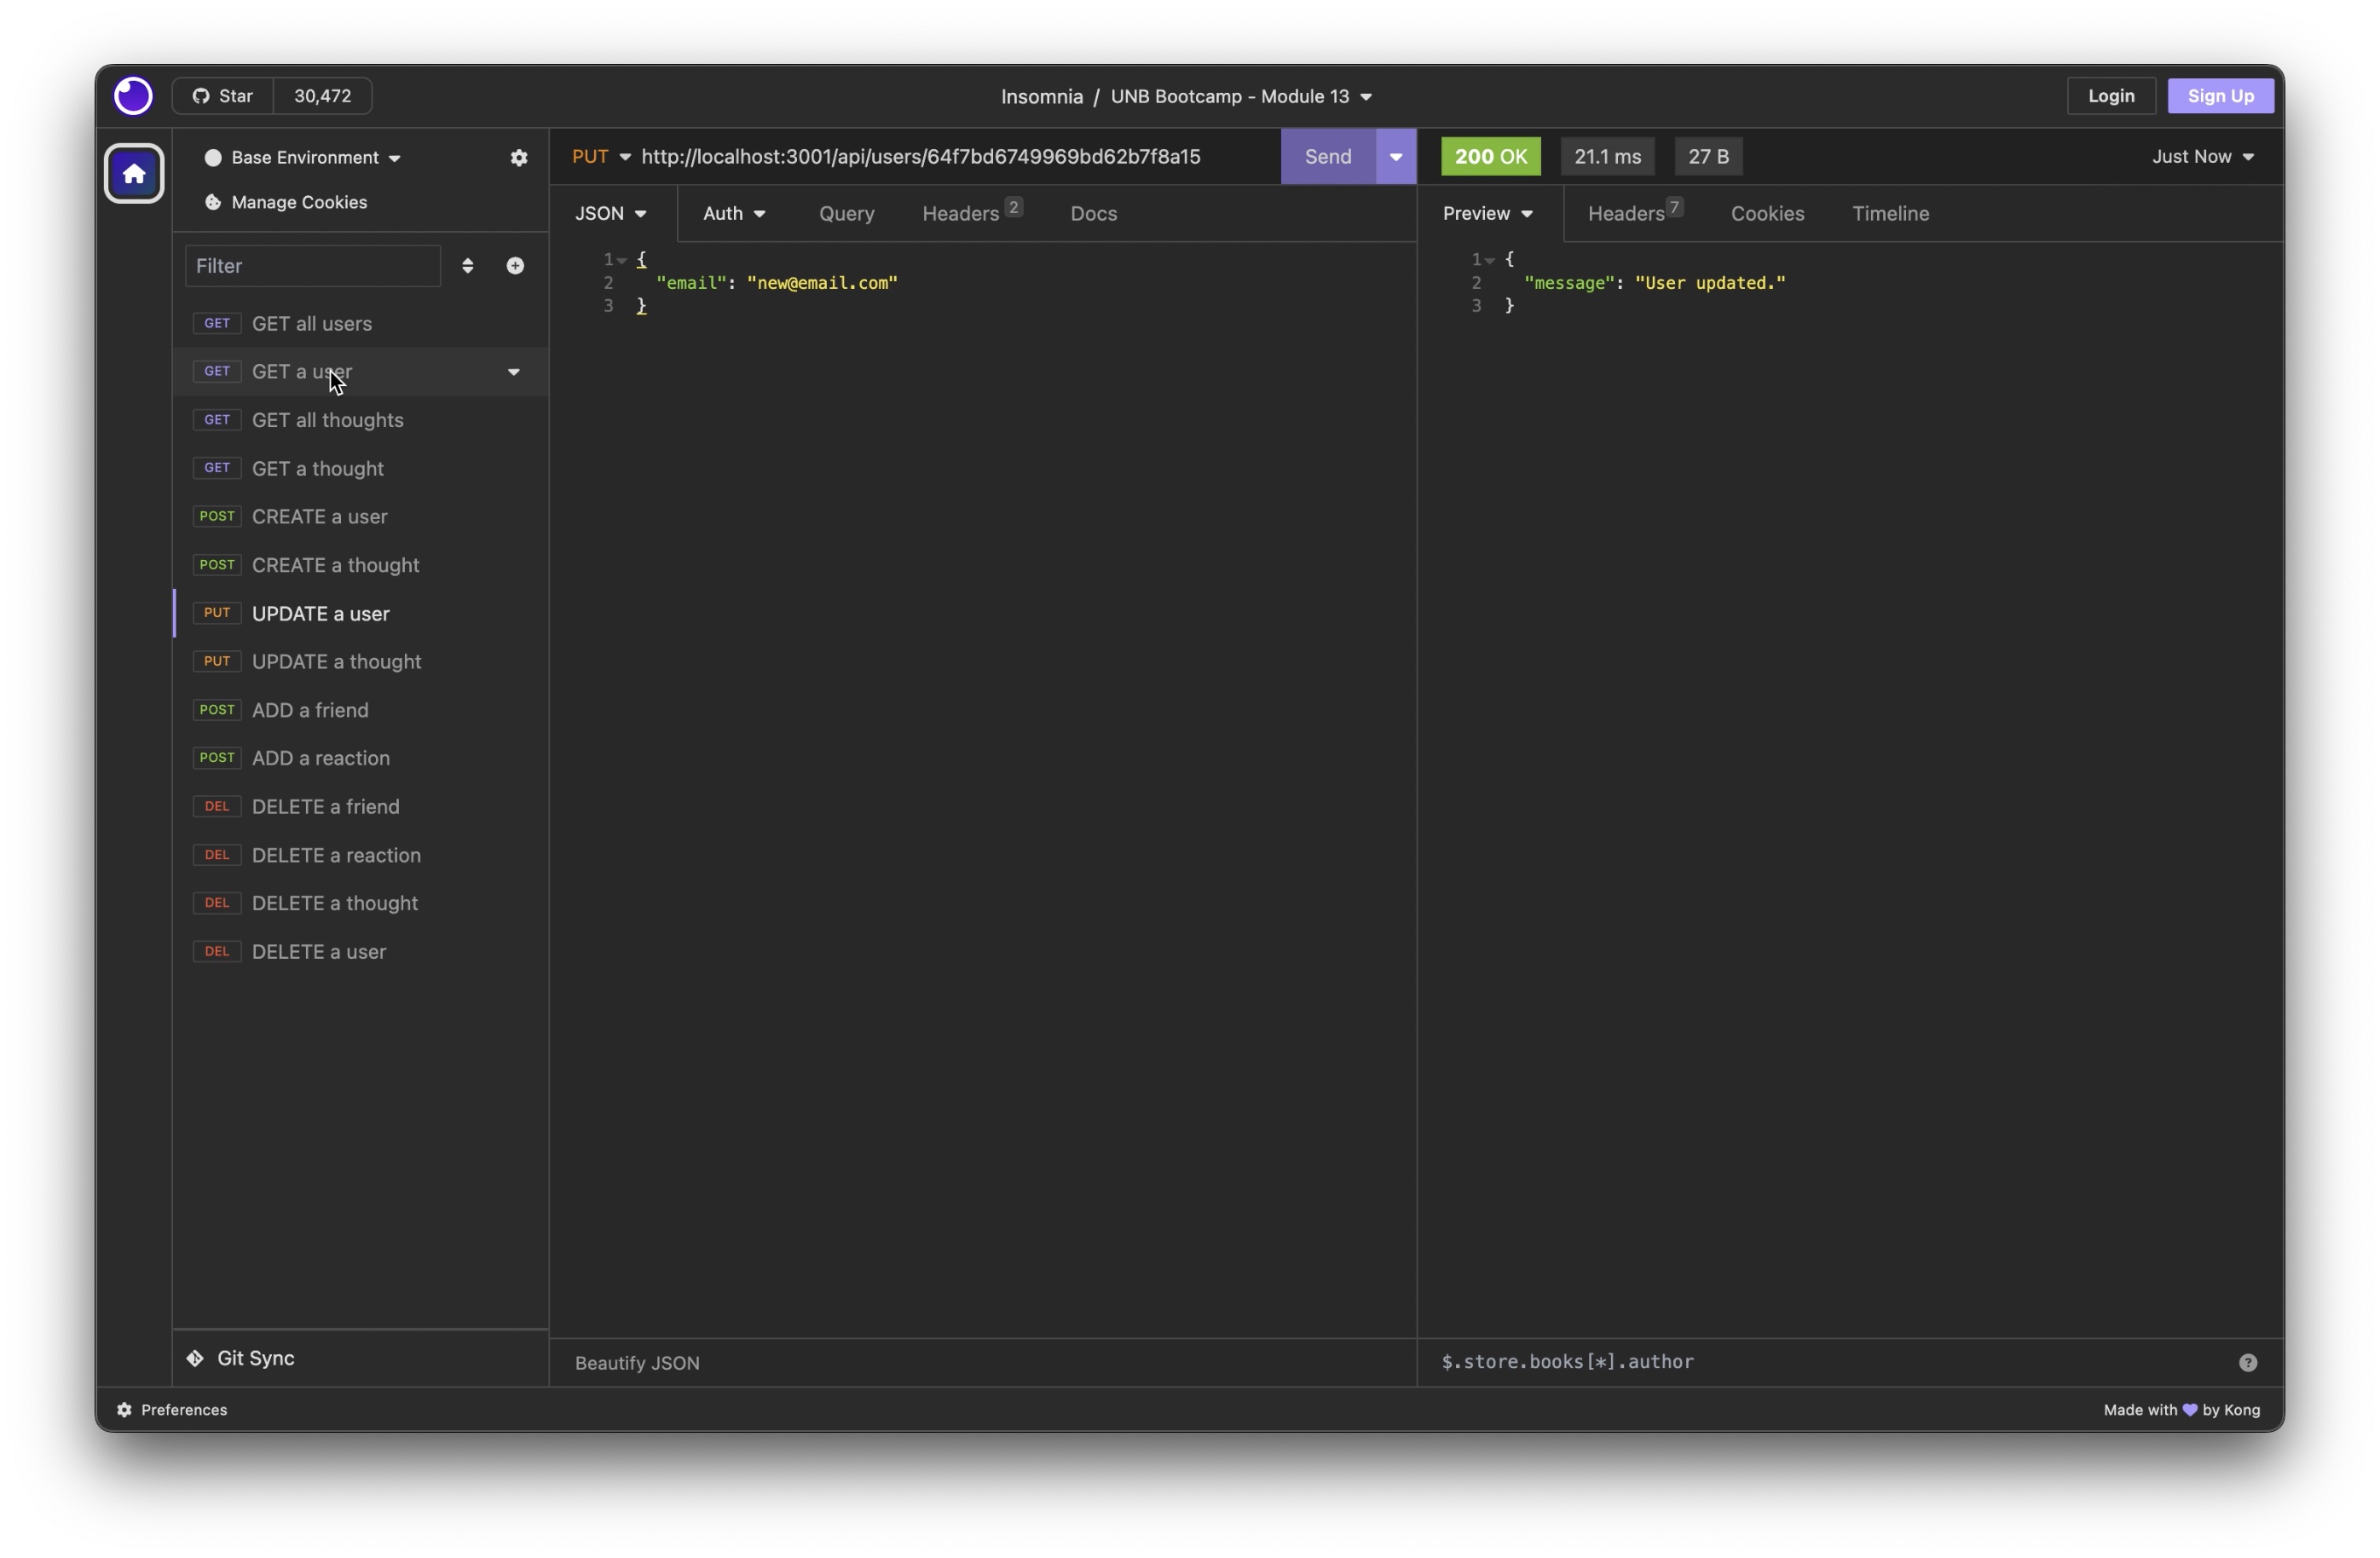 Star 30,472
Insomnia / UNB Bootcamp - Module 13
Login
Sign Up
Base Environment
Manage Cookies
Filter
GET GET all users
GET GET a user
GET GET all thoughts
GET GET a thought
POST CREATE a user
POST CREATE a thought
PUT UPDATE a user
PUT UPDATE a thought
POST ADD a friend
POST ADD a reaction
DEL DELETE a friend
DEL DELETE a reaction
DEL DELETE a thought
DEL DELETE a user
Git Sync
PUT http://localhost:3001/api/users/64f7bd6749969bd62b7f8a15 Send
JSON Auth Query Headers 2 Docs
1 {
2 "email": "new@email.com"
3 }
Beautify JSON
200 OK 21.1 ms 27 B Just Now
Preview Headers 7 Cookies Timeline
1 {
2 "message": "User updated."
3 }
$.store.books[*].author ?
Preferences
Made with 💜 by Kong